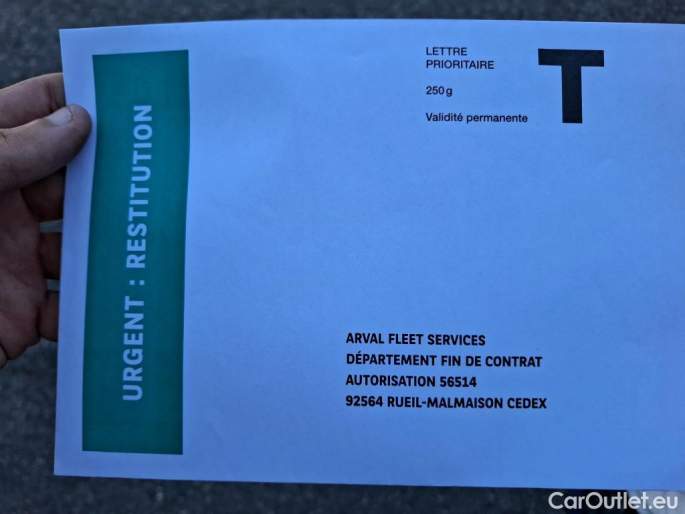 LETTRE
PRIORITAIRE
250 g
Validité permanente
T
URGENT : RESTITUTION
ARVAL FLEET SERVICES
DÉPARTEMENT FIN DE CONTRAT
AUTORISATION 56514
92564 RUEIL-MALMAISON CEDEX
CarOutlet.eu